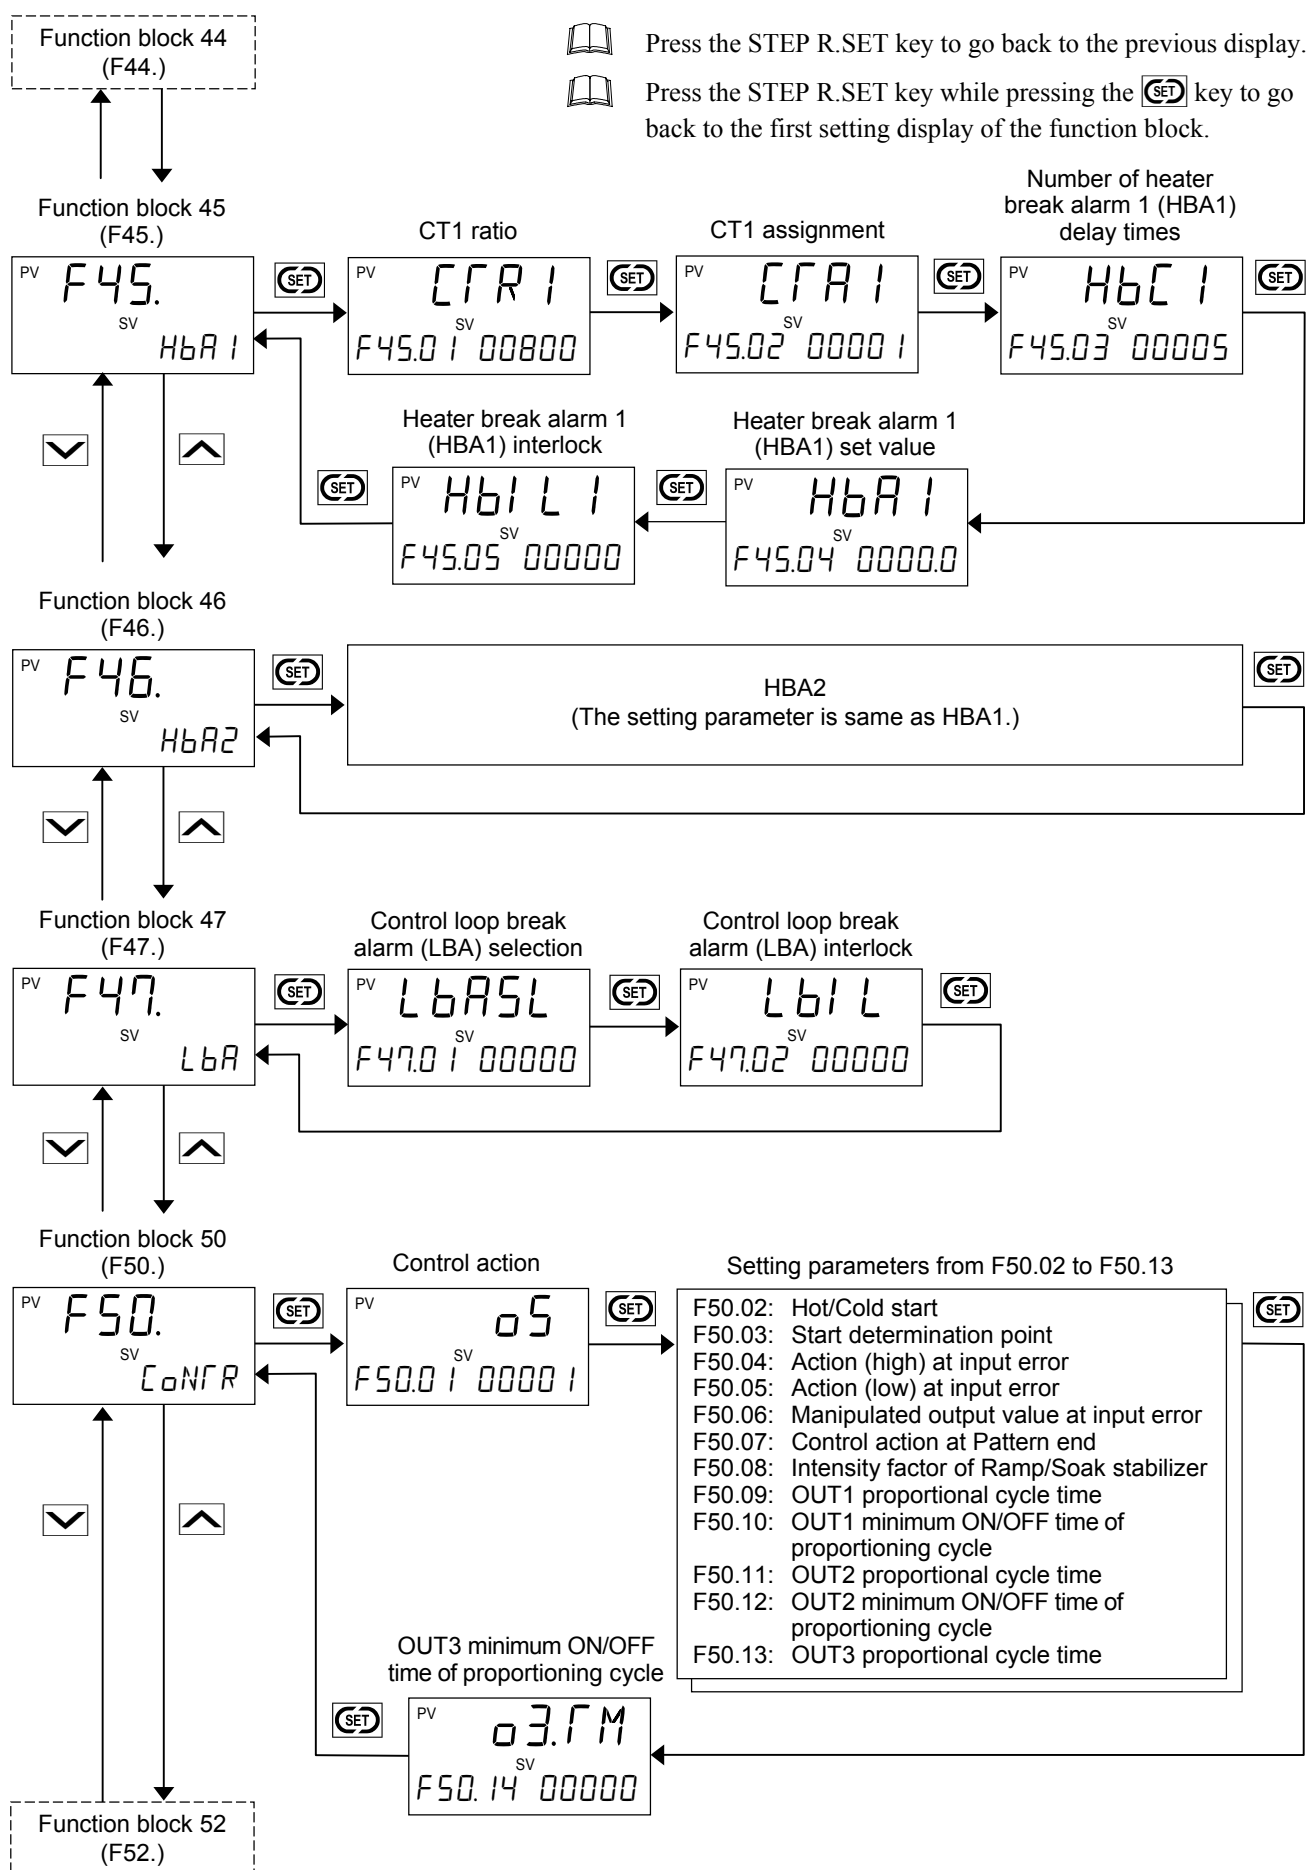 Function block 44
(F44.)
Press the STEP R.SET key to go back to the previous display.
Press the STEP R.SET key while pressing the SET key to go
back to the first setting display of the function block.
Function block 45
(F45.)
PV F45.
SV
HbA1
SET
CT1 ratio
PV CTR1
SV
F45.01 00800
SET
CT1 assignment
PV CTA1
SV
F45.02 00001
SET
Number of heater
break alarm 1 (HBA1)
delay times
PV HbC1
SV
F45.03 00005
SET
Heater break alarm 1
(HBA1) set value
PV HbA1
SV
F45.04 0000.0
SET
Heater break alarm 1
(HBA1) interlock
PV HbIL1
SV
F45.05 00000
SET
Function block 46
(F46.)
PV F46.
SV
HbA2
SET
HBA2
(The setting parameter is same as HBA1.)
SET
Function block 47
(F47.)
PV F47.
SV
LbA
SET
Control loop break
alarm (LBA) selection
PV LbASL
SV
F47.01 00000
SET
Control loop break
alarm (LBA) interlock
PV LbIL
SV
F47.02 00000
SET
Function block 50
(F50.)
PV F50.
SV
CoNTR
SET
Control action
PV oS
SV
F50.01 00001
SET
Setting parameters from F50.02 to F50.13
F50.02: Hot/Cold start
F50.03: Start determination point
F50.04: Action (high) at input error
F50.05: Action (low) at input error
F50.06: Manipulated output value at input error
F50.07: Control action at Pattern end
F50.08: Intensity factor of Ramp/Soak stabilizer
F50.09: OUT1 proportional cycle time
F50.10: OUT1 minimum ON/OFF time of
proportioning cycle
F50.11: OUT2 proportional cycle time
F50.12: OUT2 minimum ON/OFF time of
proportioning cycle
F50.13: OUT3 proportional cycle time
SET
OUT3 minimum ON/OFF
time of proportioning cycle
PV o3.TM
SV
F50.14 00000
SET
Function block 52
(F52.)